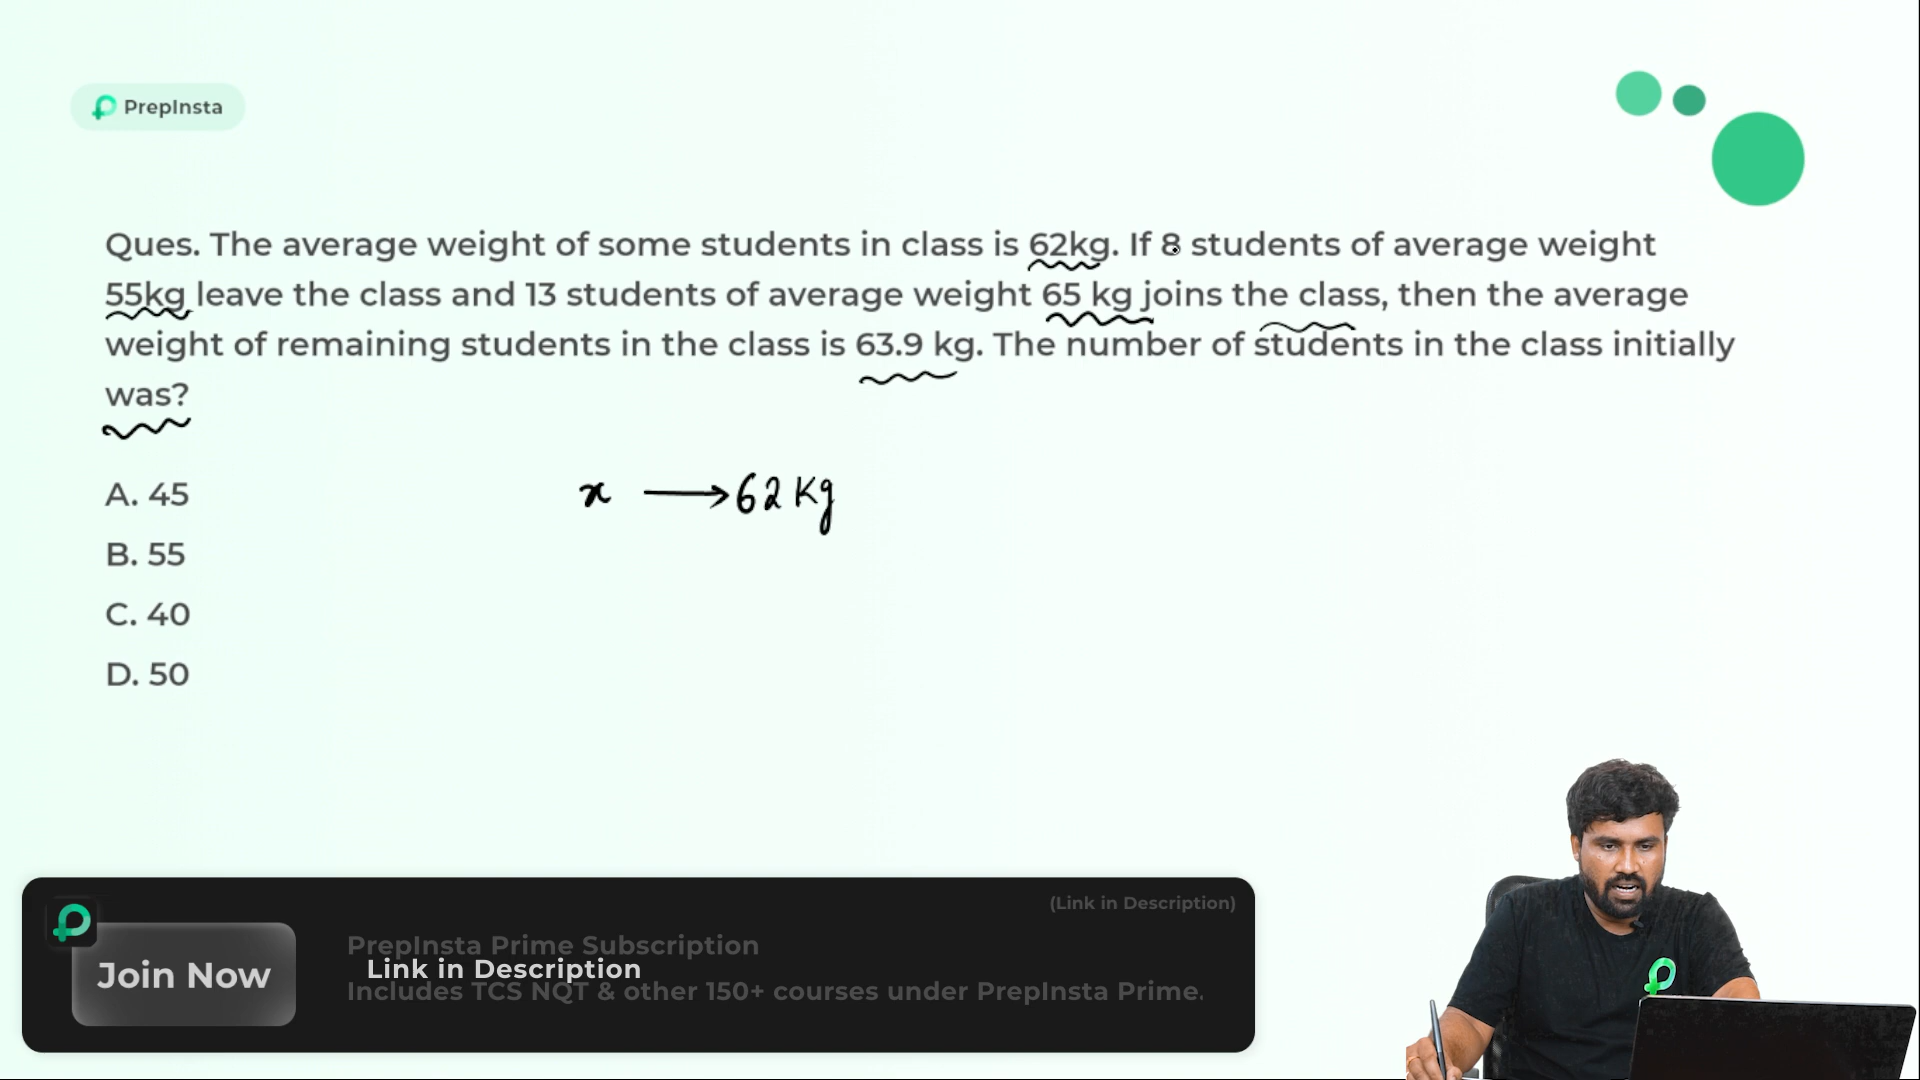 PrepInsta
Ques. The average weight of some students in class is 62kg. If 8 students of average weight
55kg leave the class and 13 students of average weight 65 kg joins the class, then the average
weight of remaining students in the class is 63.9 kg. The number of students in the class initially
was?
A. 45
x → 62 Kg
B. 55
C. 40
D. 50
(Link in Description)
Join Now
PrepInsta Prime Subscription
Link in Description
Includes TCS NQT & other 150+ courses under PrepInsta Prime.